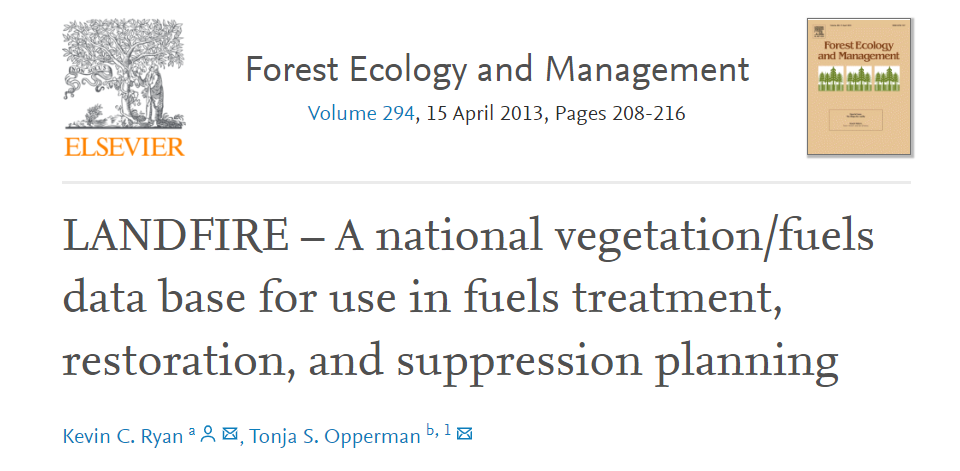 ELSEVIER
Forest Ecology and Management
Volume 294, 15 April 2013, Pages 208-216
Forest Ecology
and Management
LANDFIRE – A national vegetation/fuels
data base for use in fuels treatment,
restoration, and suppression planning
Kevin C. Ryan a, Tonja S. Opperman b, 1